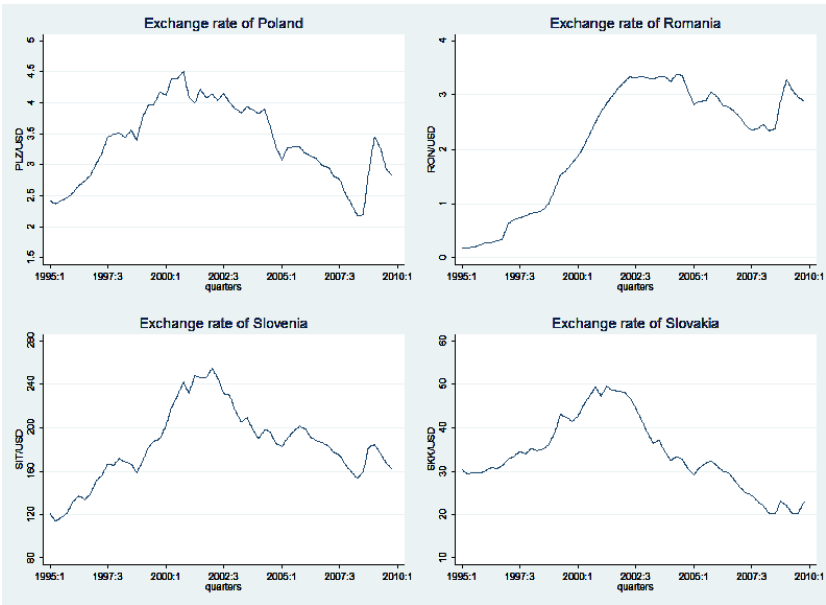 Exchange rate of Poland
PLZ/USD
5
4.5
4
3.5
3
2.5
2
1.5
1995:1 1997:3 2000:1 2002:3 2005:1 2007:3 2010:1
quarters
Exchange rate of Romania
RON/USD
4
3
2
1
0
1995:1 1997:3 2000:1 2002:3 2005:1 2007:3 2010:1
quarters
Exchange rate of Slovenia
SIT/USD
280
240
200
160
120
80
1995:1 1997:3 2000:1 2002:3 2005:1 2007:3 2010:1
quarters
Exchange rate of Slovakia
SKK/USD
60
50
40
30
20
10
1995:1 1997:3 2000:1 2002:3 2005:1 2007:3 2010:1
quarters